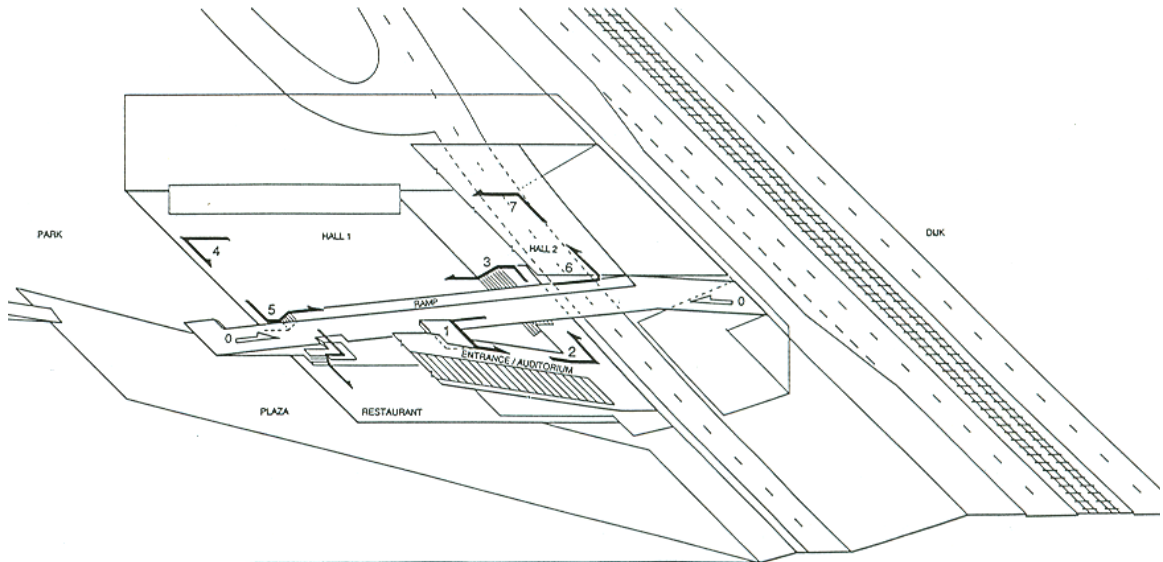 7
PARK
HALL 1
DIJK
4
HALL 2
3
6
5
RAMP
0
0
1
2
ENTRANCE / AUDITORIUM
PLAZA
RESTAURANT